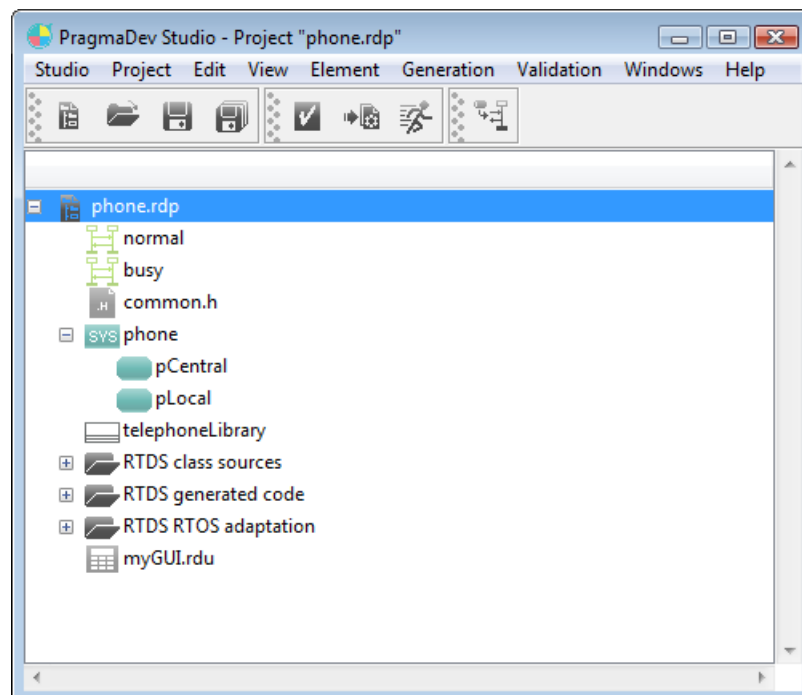 PragmaDev Studio - Project "phone.rdp"
Studio Project Edit View Element Generation Validation Windows Help
phone.rdp
normal
busy
.H common.h
SYS phone
pCentral
pLocal
telephoneLibrary
RTDS class sources
RTDS generated code
RTDS RTOS adaptation
myGUI.rdu